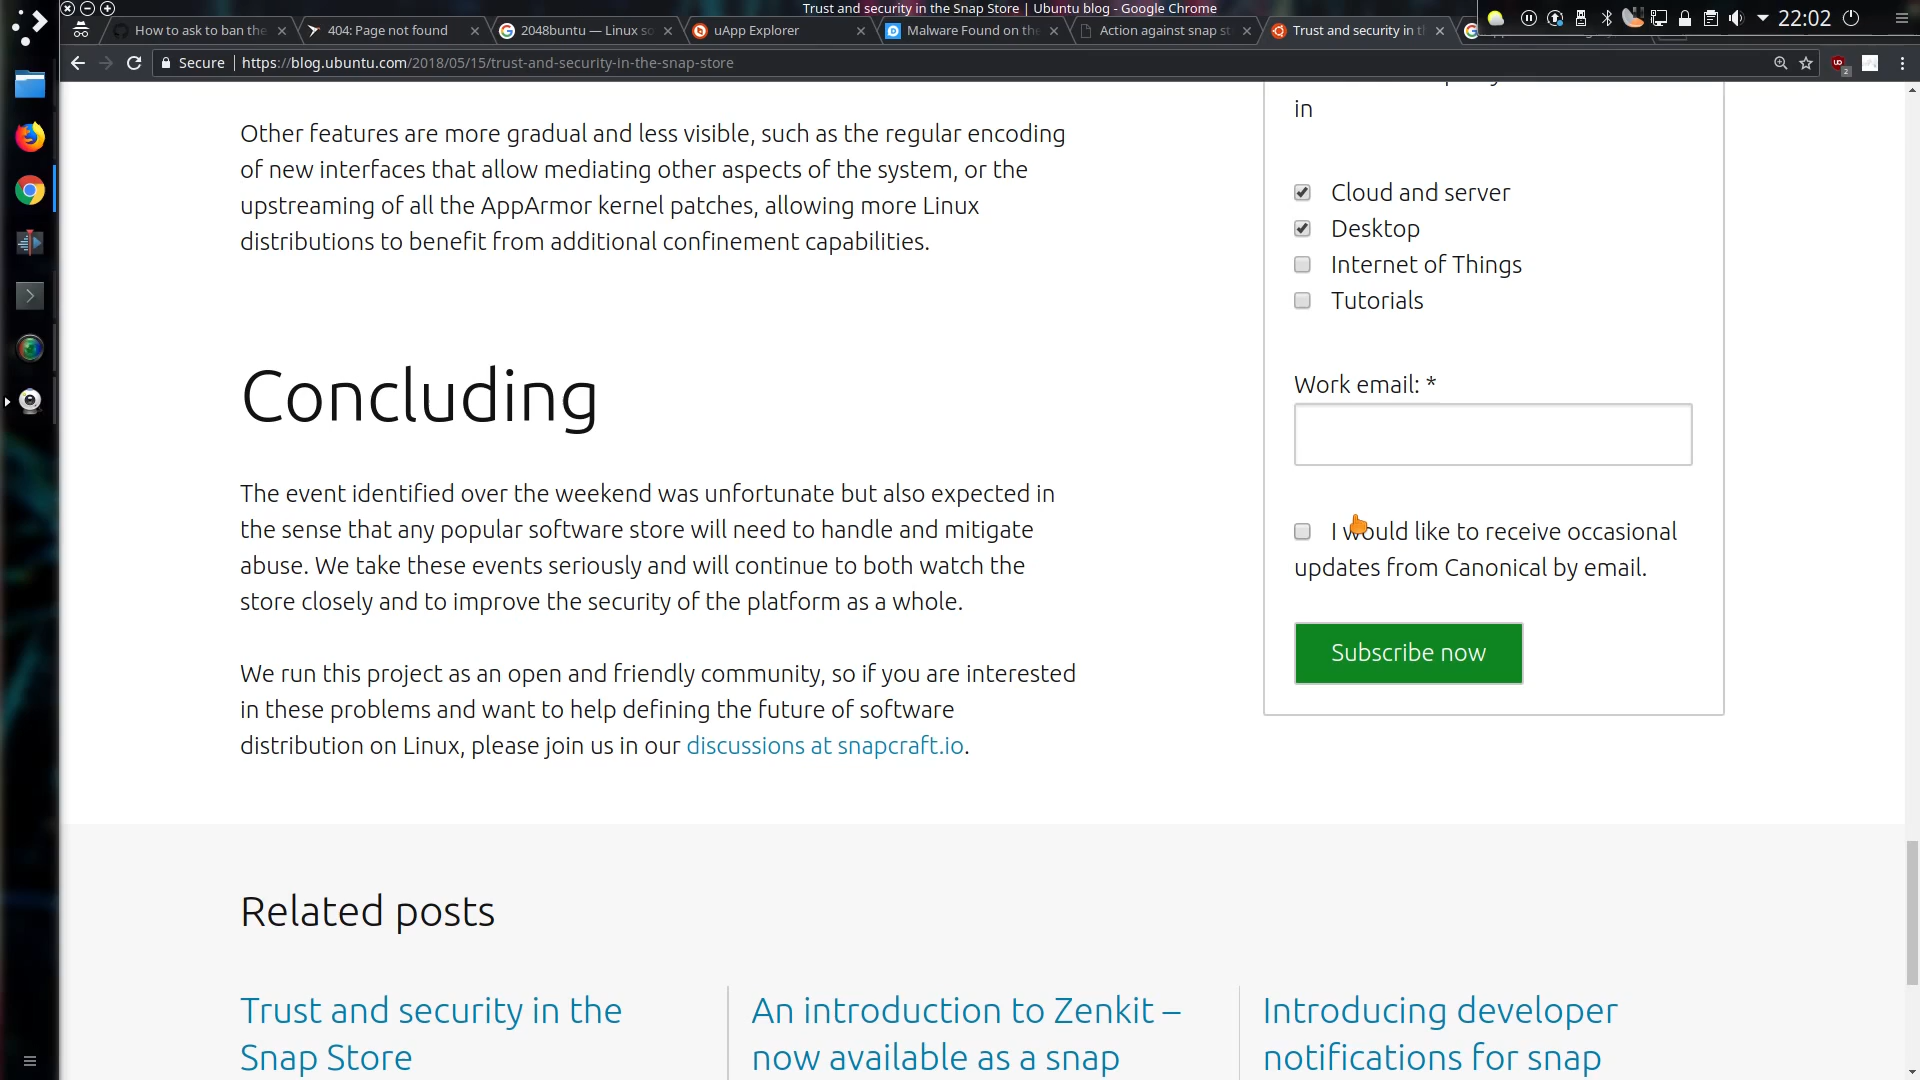 Trust and security in the Snap Store | Ubuntu blog - Google Chrome
How to ask to ban the
404: Page not found
2048buntu — Linux so
uApp Explorer
Malware Found on the
Action against snap st
Trust and security in t
22:02
Secure
https://blog.ubuntu.com/2018/05/15/trust-and-security-in-the-snap-store
2
Other features are more gradual and less visible, such as the regular encoding
of new interfaces that allow mediating other aspects of the system, or the
upstreaming of all the AppArmor kernel patches, allowing more Linux
distributions to benefit from additional confinement capabilities.
Concluding
The event identified over the weekend was unfortunate but also expected in
the sense that any popular software store will need to handle and mitigate
abuse. We take these events seriously and will continue to both watch the
store closely and to improve the security of the platform as a whole.
We run this project as an open and friendly community, so if you are interested
in these problems and want to help defining the future of software
distribution on Linux, please join us in our discussions at snapcraft.io.
in
Cloud and server
Desktop
Internet of Things
Tutorials
Work email: *
I would like to receive occasional
updates from Canonical by email.
Subscribe now
Related posts
Trust and security in the
Snap Store
An introduction to Zenkit –
now available as a snap
Introducing developer
notifications for snap